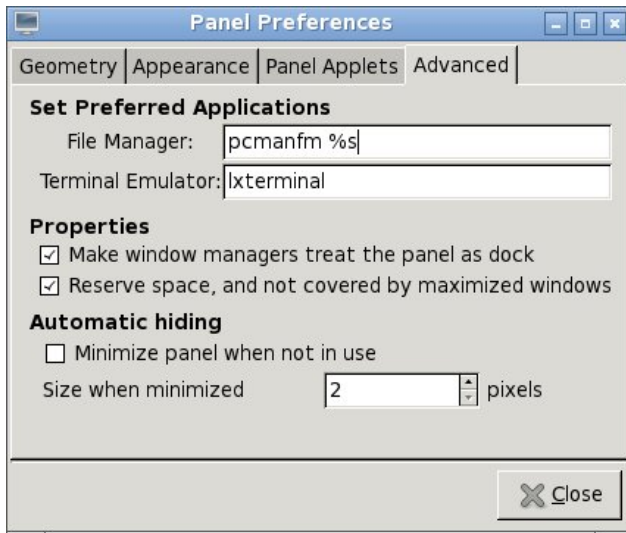 Panel Preferences
Geometry Appearance Panel Applets Advanced
Set Preferred Applications
File Manager: pcmanfm %s
Terminal Emulator: lxterminal
Properties
Make window managers treat the panel as dock
Reserve space, and not covered by maximized windows
Automatic hiding
Minimize panel when not in use
Size when minimized 2 pixels
Close